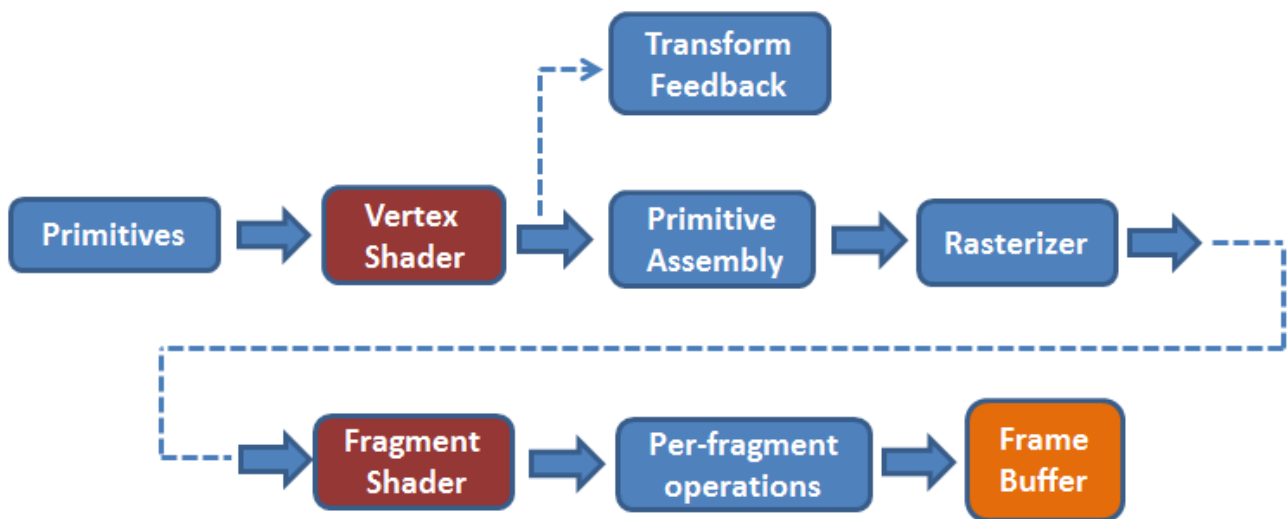 Transform
Feedback
Primitives
Vertex
Shader
Primitive
Assembly
Rasterizer
Fragment
Shader
Per-fragment
operations
Frame
Buffer